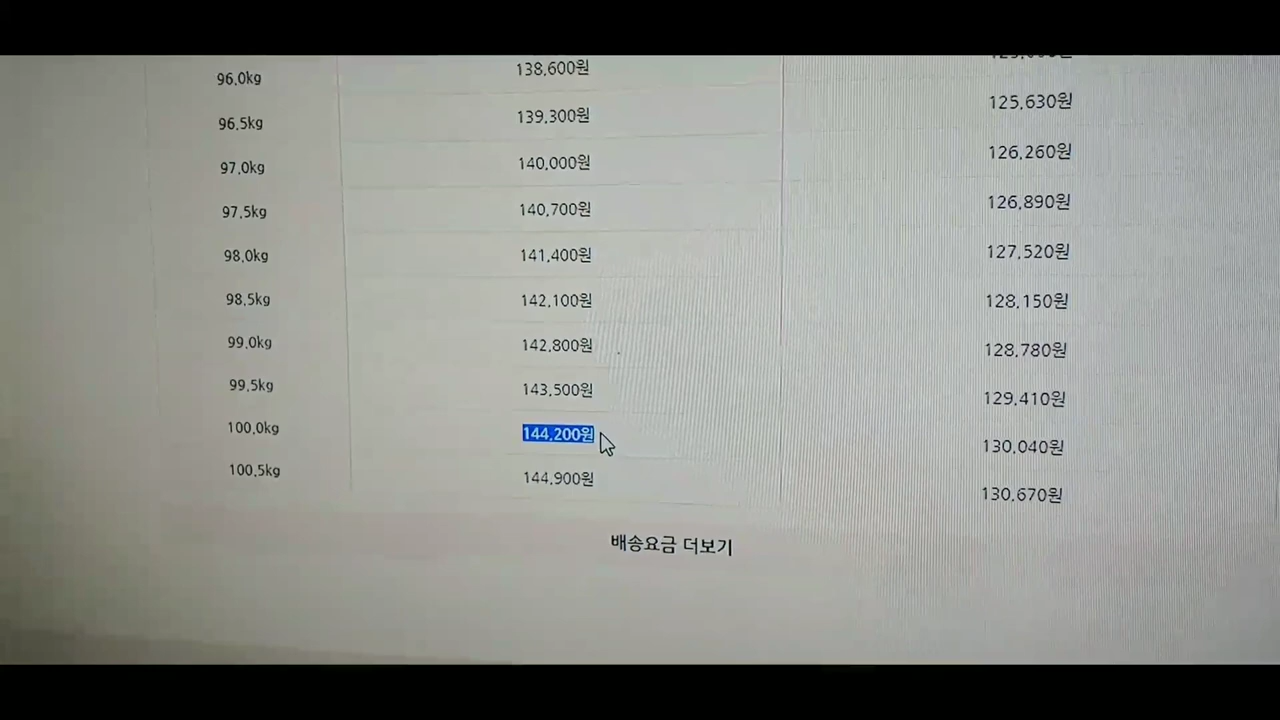 96.0kg 138,600원
96.5kg 139,300원 125,630원
97.0kg 140,000원 126,260원
97.5kg 140,700원 126,890원
98.0kg 141,400원 127,520원
98.5kg 142,100원 128,150원
99.0kg 142,800원 128,780원
99.5kg 143,500원 129,410원
100.0kg 144,200원 130,040원
100.5kg 144,900원 130,670원
배송요금 더보기